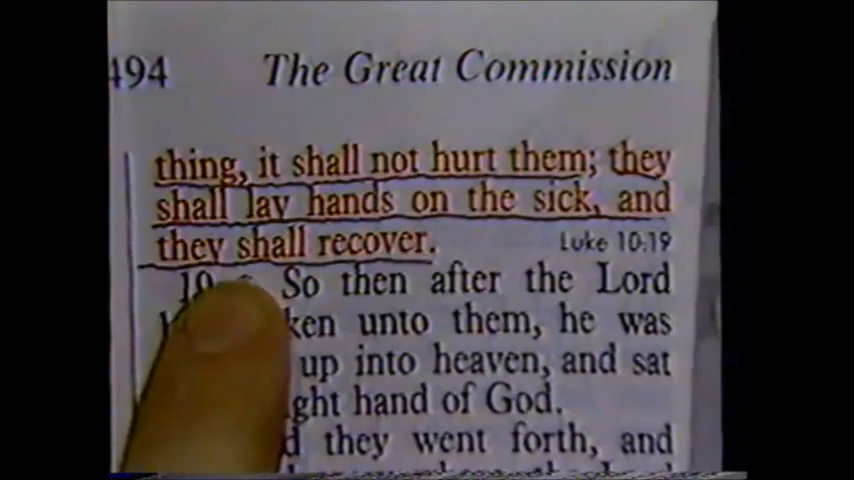 494 The Great Commission
thing, it shall not hurt them; they
shall lay hands on the sick, and
they shall recover. Luke 10:19
19 So then after the Lord
ken unto them, he was
up into heaven, and sat
ght hand of God.
d they went forth, and